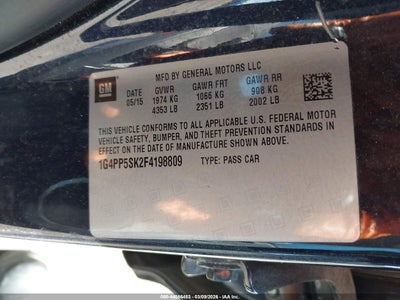 MFD BY GENERAL MOTORS LLC
GM
DATE GVWR GAWR FRT GAWR RR
05/15 1974 KG 1066 KG 908 KG
4353 LB 2351 LB 2002 LB
THIS VEHICLE CONFORMS TO ALL APPLICABLE U.S. FEDERAL MOTOR
VEHICLE SAFETY, BUMPER, AND THEFT PREVENTION STANDARDS IN
EFFECT ON THE DATE OF MANUFACTURE SHOWN ABOVE.
1G4PP5SK2F4198809 TYPE: PASS CAR